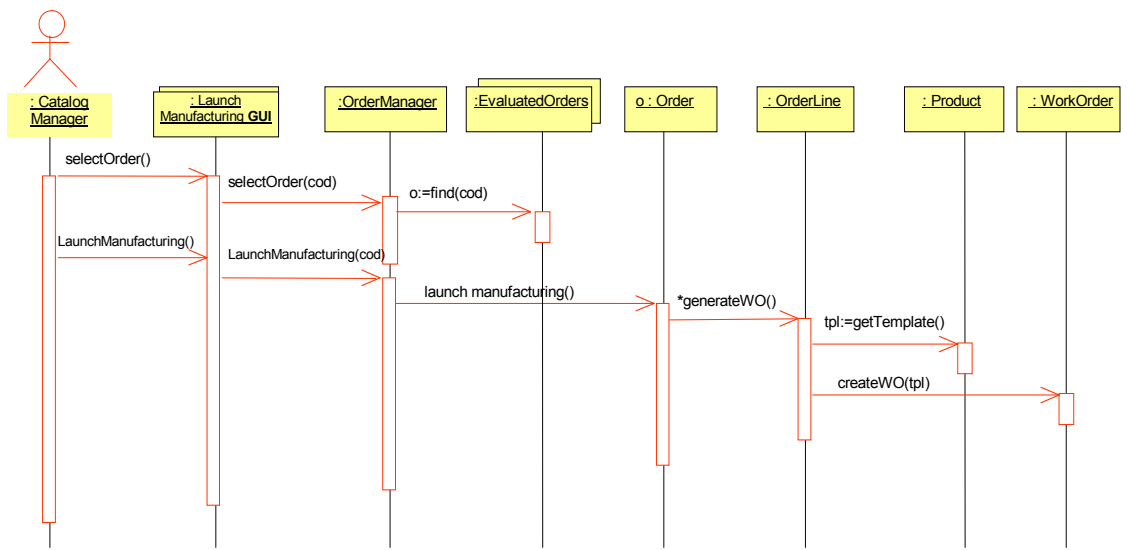 : Catalog
Manager
: Launch
Manufacturing GUI
:OrderManager
:EvaluatedOrders
o : Order
: OrderLine
: Product
: WorkOrder
selectOrder()
selectOrder(cod)
o:=find(cod)
LaunchManufacturing()
LaunchManufacturing(cod)
launch manufacturing()
*generateWO()
tpl:=getTemplate()
createWO(tpl)